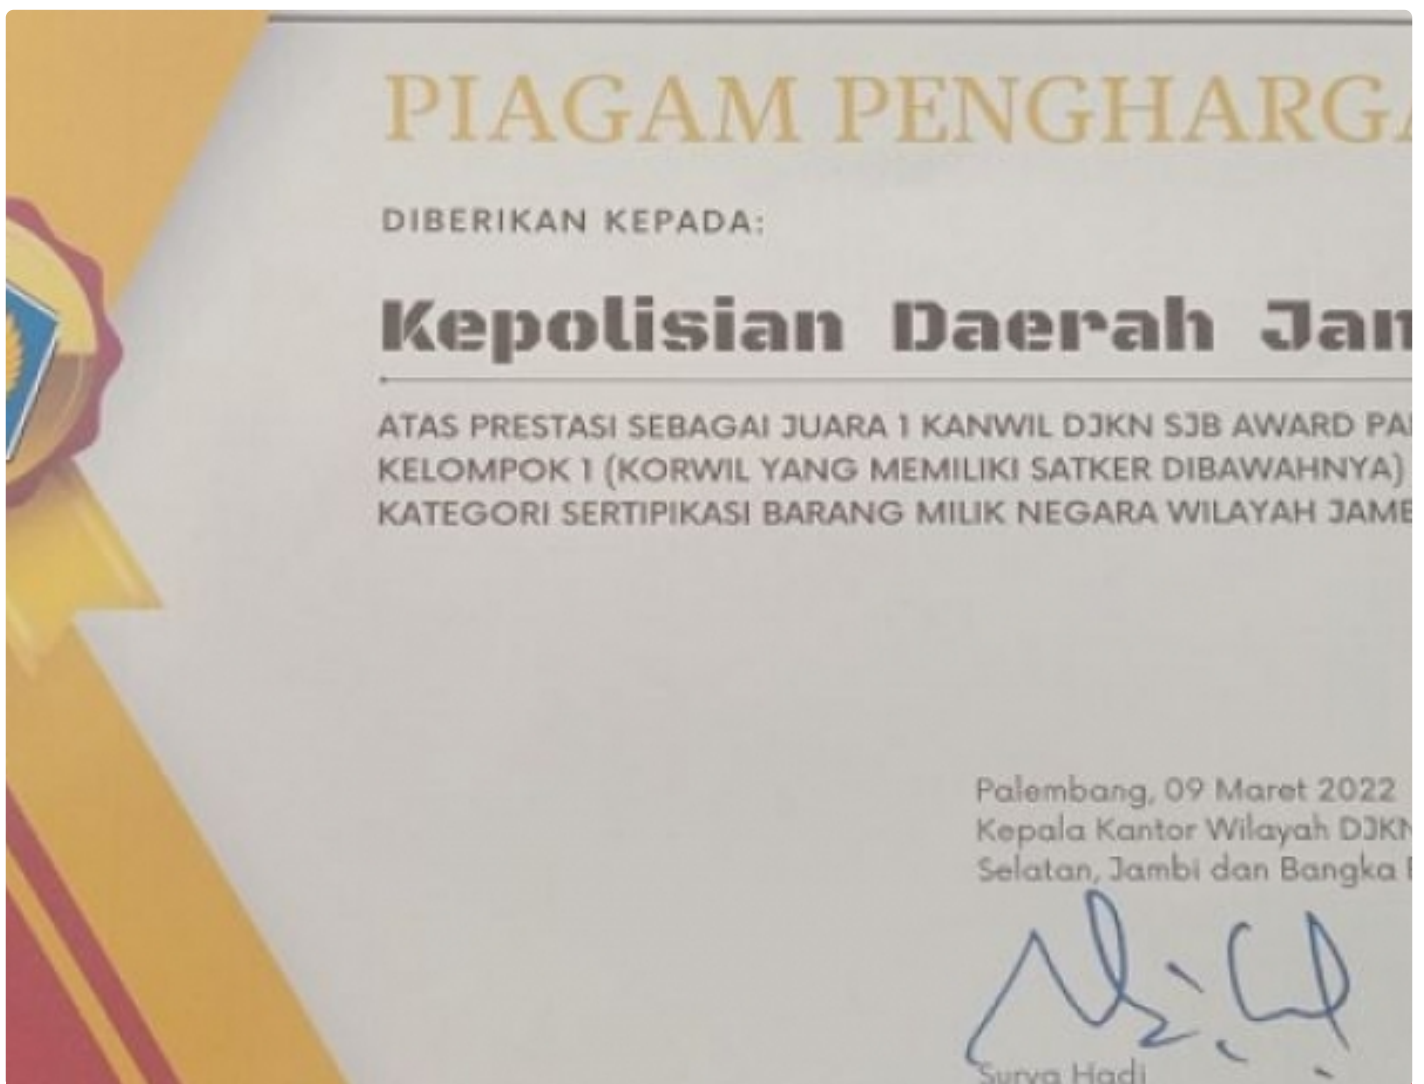 PIAGAM PENGHARGA
DIBERIKAN KEPADA:
Kepolisian Daerah Jam
ATAS PRESTASI SEBAGAI JUARA 1 KANWIL DJKN SJB AWARD PA
KELOMPOK 1 (KORWIL YANG MEMILIKI SATKER DIBAWAHNYA)
KATEGORI SERTIPIKASI BARANG MILIK NEGARA WILAYAH JAMB
Palembang, 09 Maret 2022
Kepala Kantor Wilayah DJKN
Selatan, Jambi dan Bangka
Surya Hadi